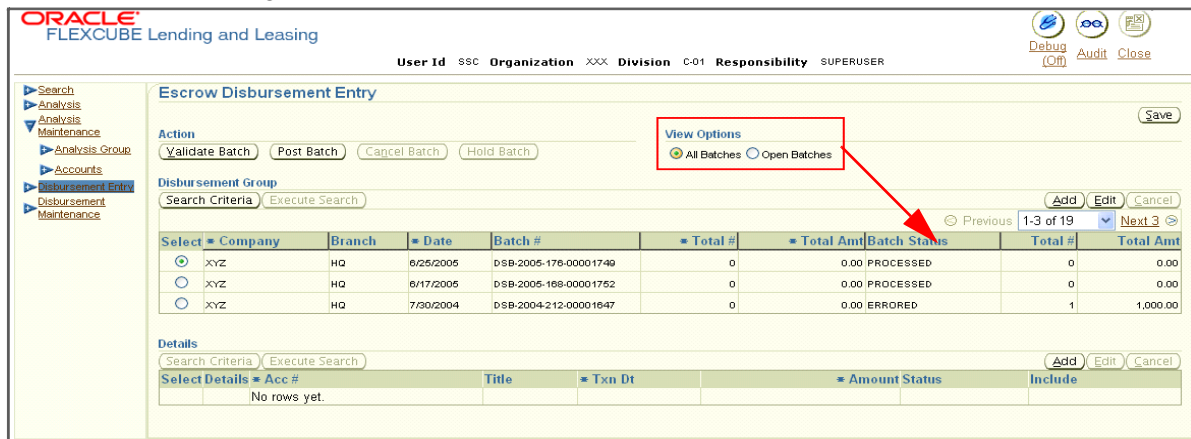 ORACLE
FLEXCUBE Lending and Leasing
Debug (Off) Audit Close
User Id SSC Organization XXX Division C-01 Responsibility SUPERUSER
Search
Analysis
Analysis Maintenance
Analysis Group
Accounts
Disbursement Entry
Disbursement Maintenance
Escrow Disbursement Entry
Save
Action
Validate Batch Post Batch Cancel Batch Hold Batch
View Options
All Batches Open Batches
Disbursement Group
Search Criteria Execute Search Add Edit Cancel
Previous 1-3 of 19 Next 3
Select * Company Branch * Date Batch # * Total # * Total Amt Batch Status Total # Total Amt
XYZ HQ 6/25/2005 DSB-2005-176-00001749 0 0.00 PROCESSED 0 0.00
XYZ HQ 6/17/2005 DSB-2005-168-00001752 0 0.00 PROCESSED 0 0.00
XYZ HQ 7/30/2004 DSB-2004-212-00001647 0 0.00 ERRORED 1 1,000.00
Details
Search Criteria Execute Search Add Edit Cancel
Select Details * Acc # Title * Txn Dt * Amount Status Include
No rows yet.